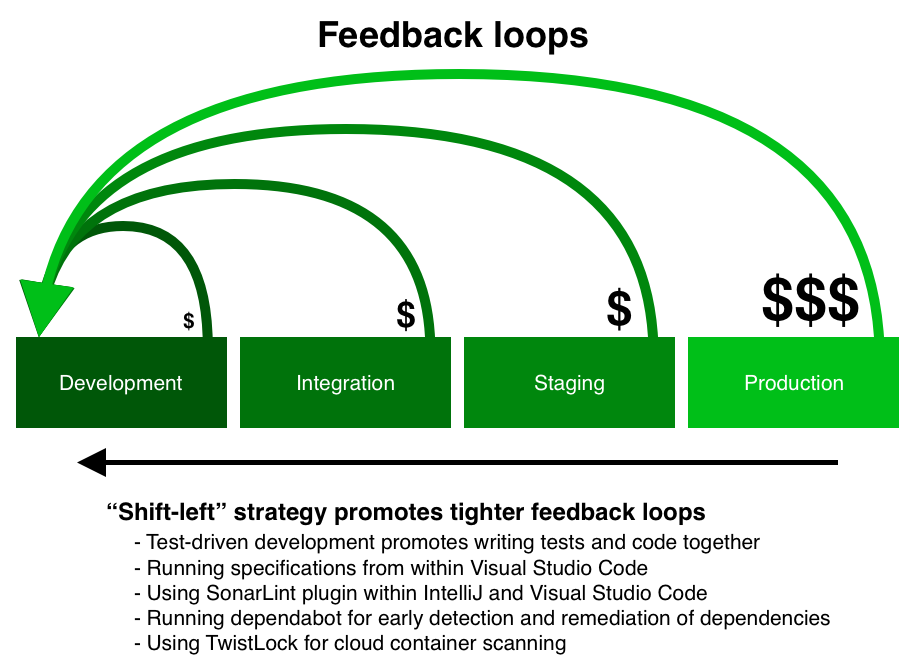 Feedback loops
$
$
$
$$$
Development
Integration
Staging
Production
“Shift-left” strategy promotes tighter feedback loops
- Test-driven development promotes writing tests and code together
- Running specifications from within Visual Studio Code
- Using SonarLint plugin within IntelliJ and Visual Studio Code
- Running dependabot for early detection and remediation of dependencies
- Using TwistLock for cloud container scanning